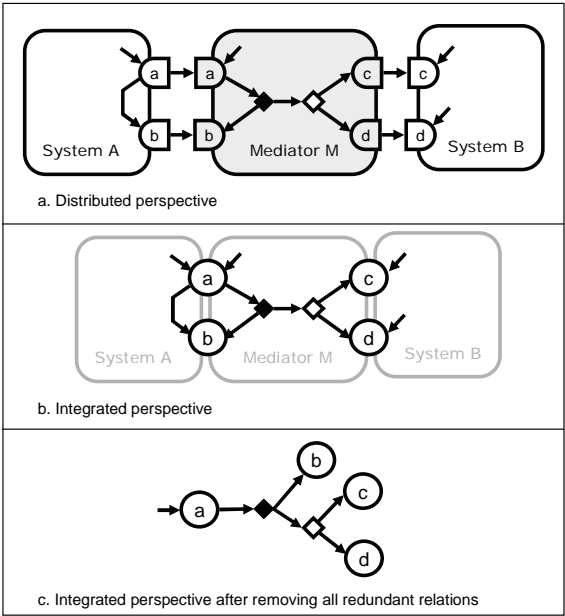 a a c c
b b d d
System A Mediator M System B
a. Distributed perspective
a c
b d
System A Mediator M System B
b. Integrated perspective
b
c
a
d
c. Integrated perspective after removing all redundant relations